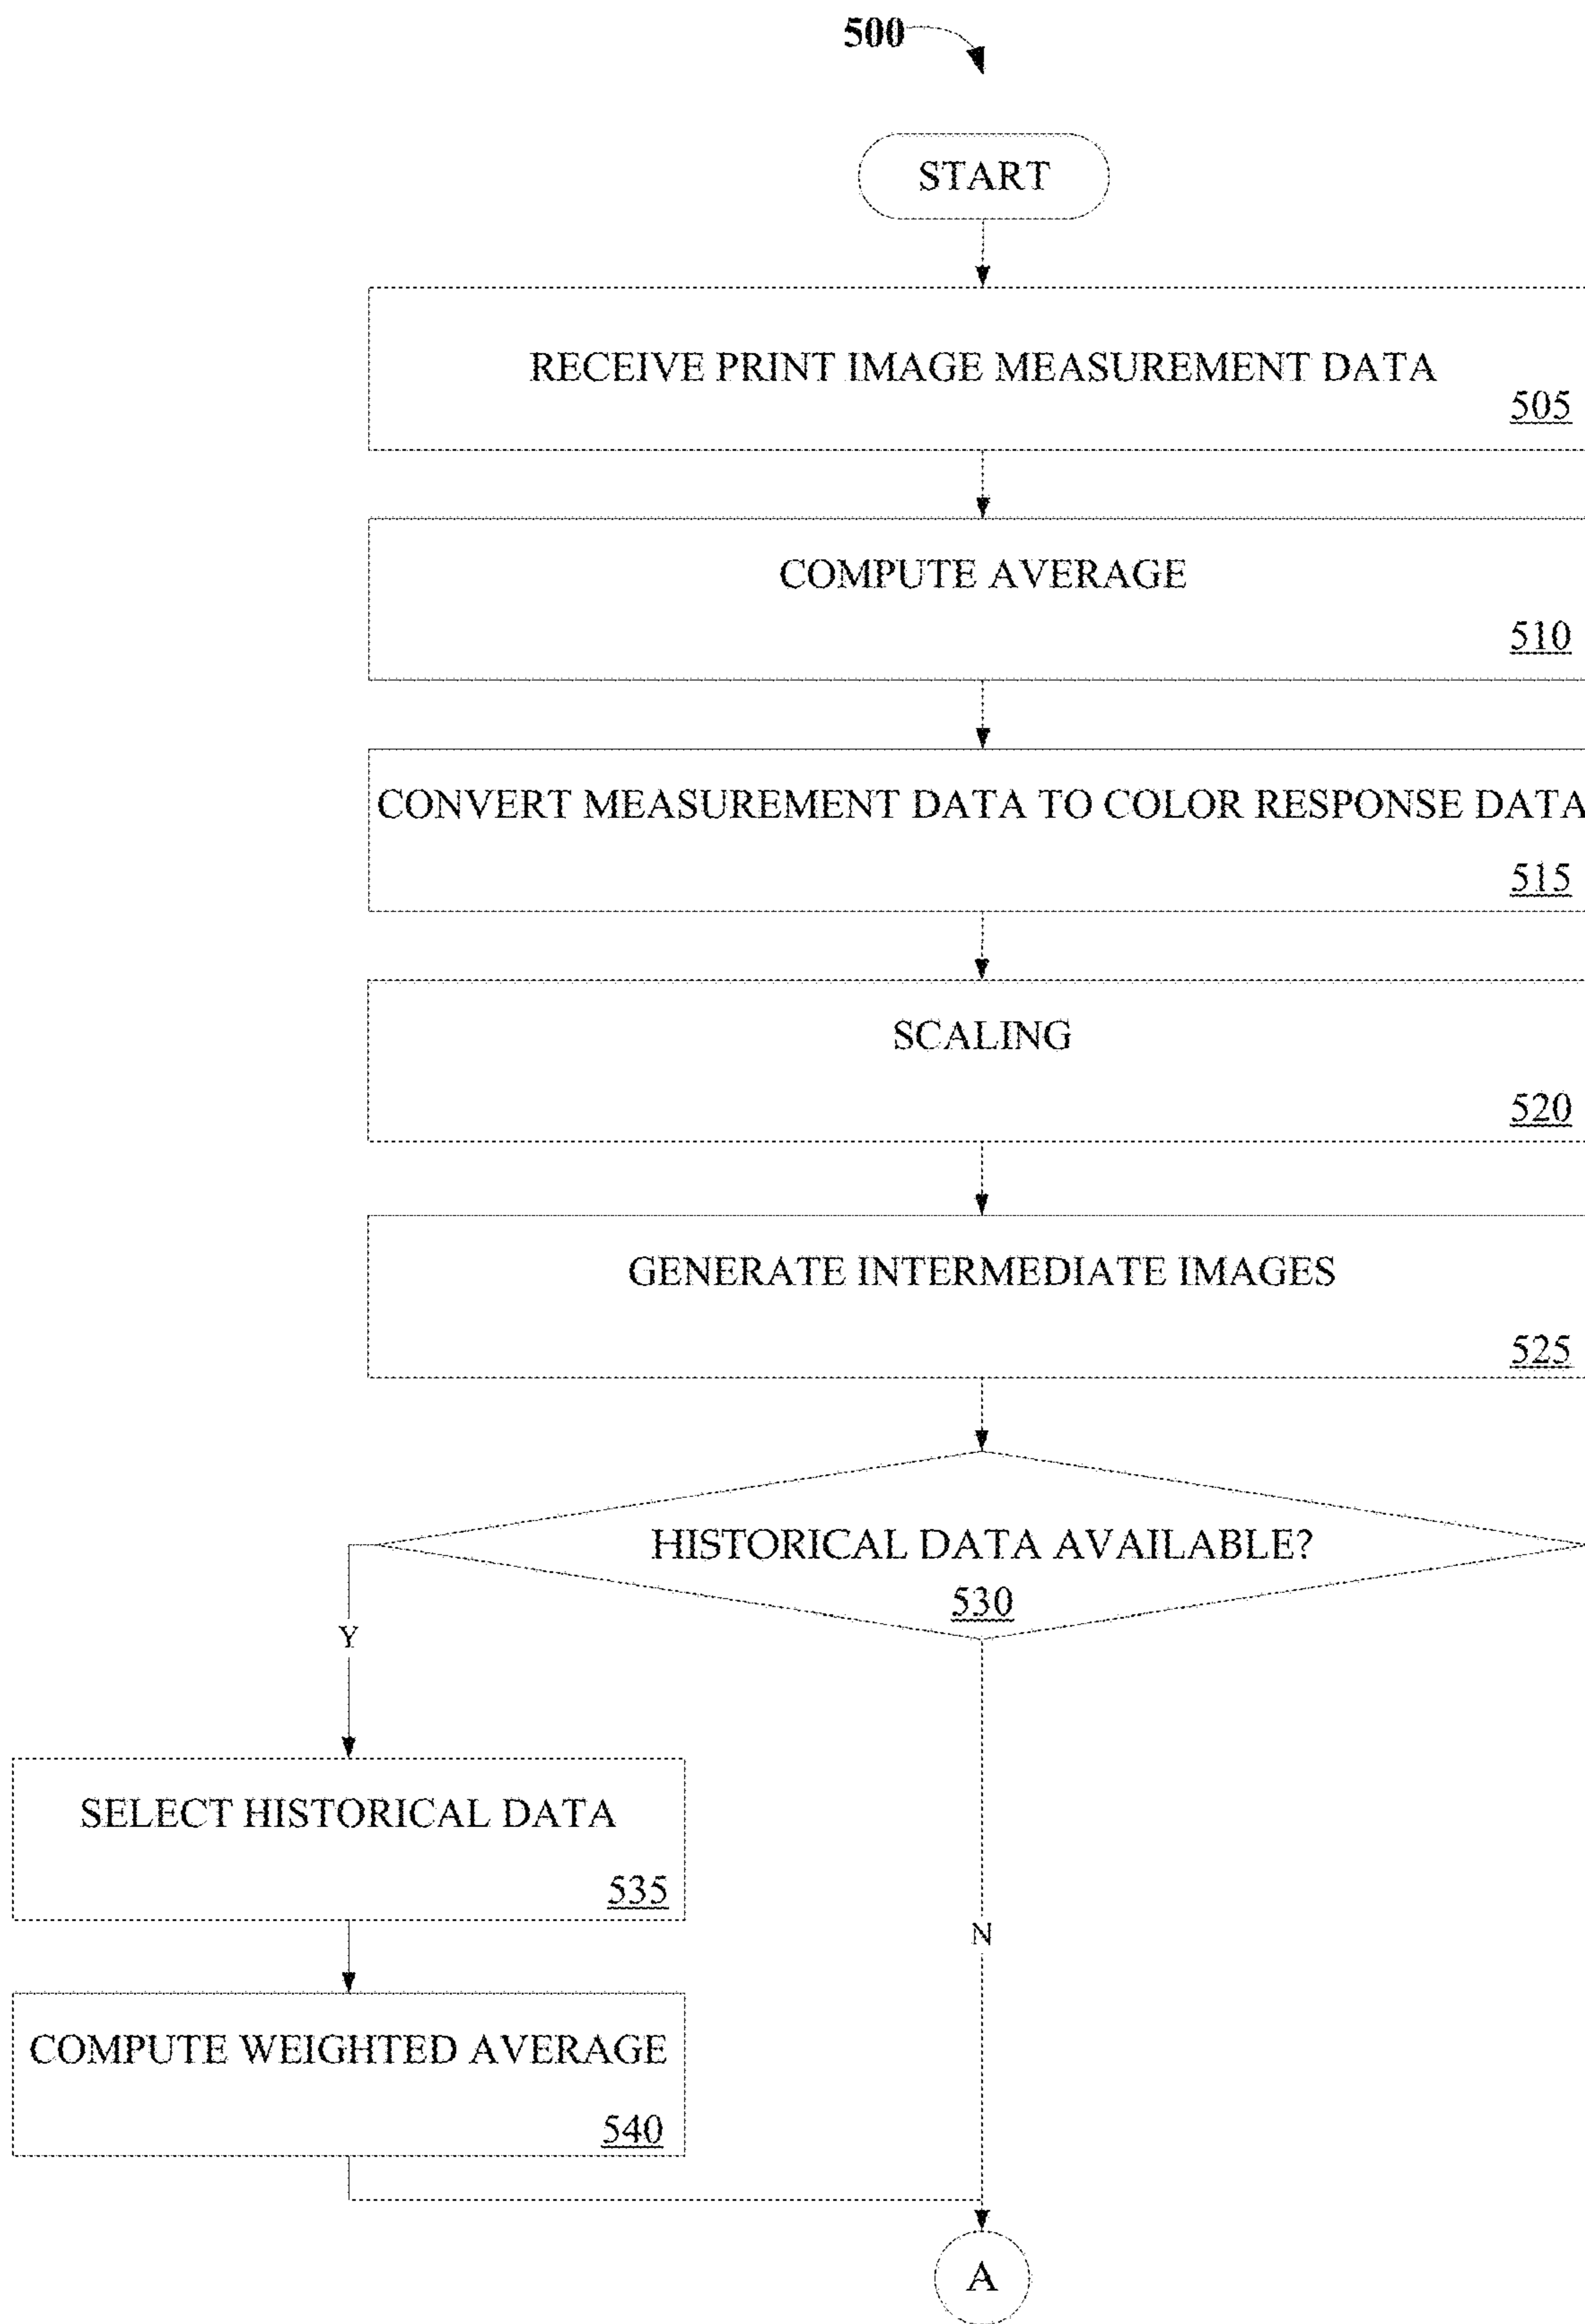 500
START
RECEIVE PRINT IMAGE MEASUREMENT DATA
505
COMPUTE AVERAGE
510
CONVERT MEASUREMENT DATA TO COLOR RESPONSE DATA
515
SCALING
520
GENERATE INTERMEDIATE IMAGES
525
HISTORICAL DATA AVAILABLE?
530
Y
SELECT HISTORICAL DATA
535
N
COMPUTE WEIGHTED AVERAGE
540
A